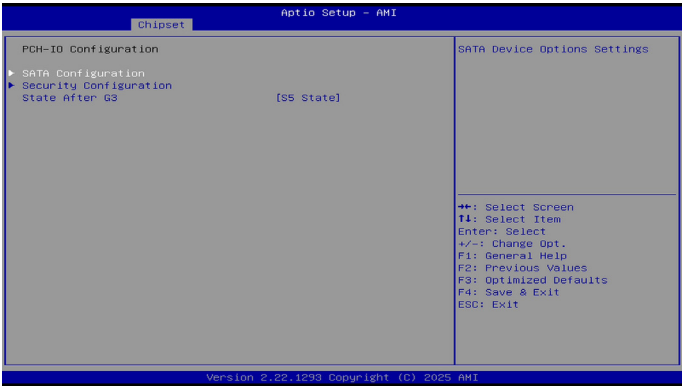 Aptio Setup - AMI
Chipset
PCH-IO Configuration
SATA Configuration
Security Configuration
State After G3 [S5 State]
SATA Device Options Settings
→←: Select Screen
↑↓: Select Item
Enter: Select
+/-: Change Opt.
F1: General Help
F2: Previous Values
F3: Optimized Defaults
F4: Save & Exit
ESC: Exit
Version 2.22.1293 Copyright (C) 2025 AMI